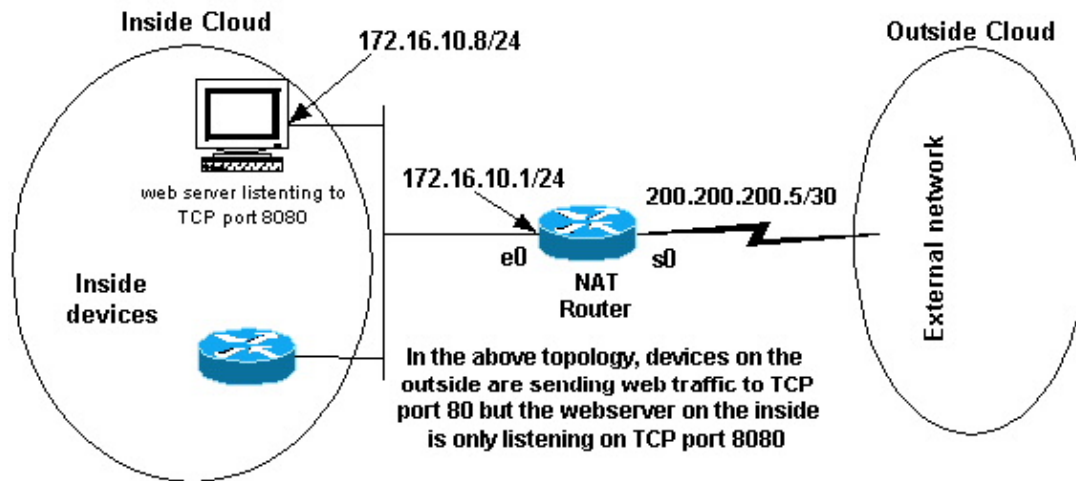 Inside Cloud
172.16.10.8/24
Outside Cloud
web server listenting to
TCP port 8080
172.16.10.1/24
200.200.200.5/30
e0
s0
NAT
Router
Inside
devices
External network
In the above topology, devices on the
outside are sending web traffic to TCP
port 80 but the webserver on the inside
is only listening on TCP port 8080